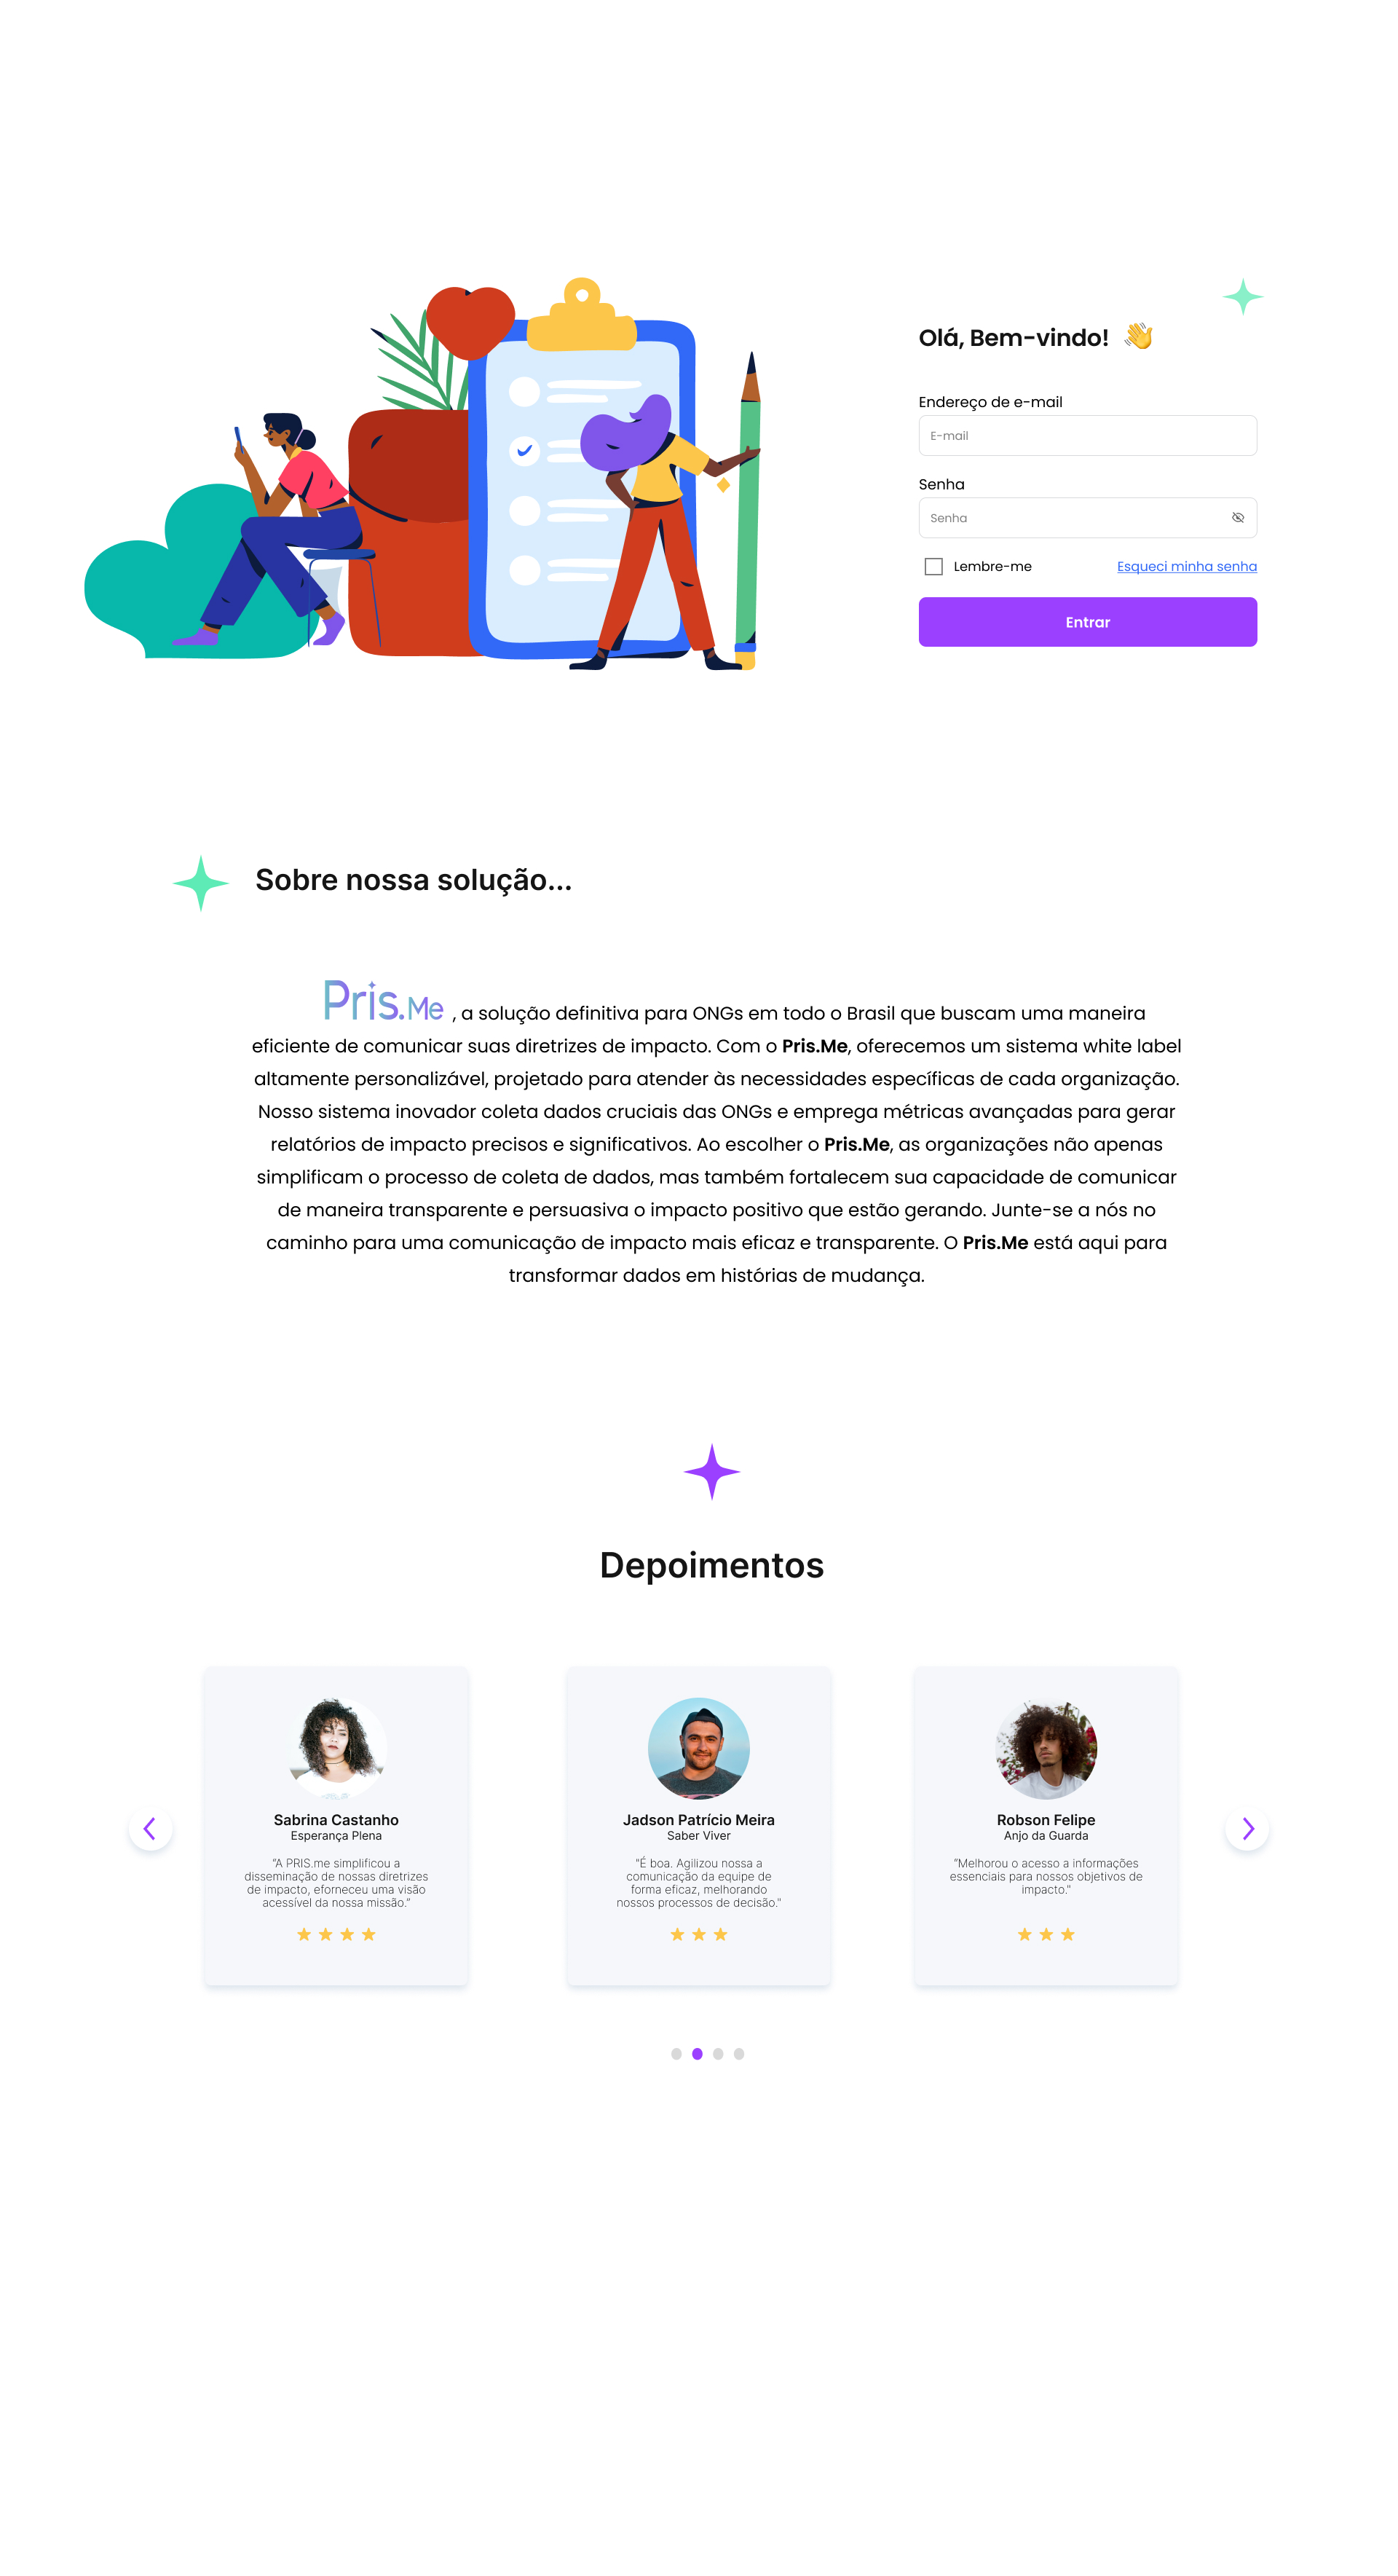 Olá, Bem-vindo!
Endereço de e-mail
E-mail
Senha
Senha
Lembre-me
Esqueci minha senha
Entrar
Sobre nossa solução...
Pris.Me , a solução definitiva para ONGs em todo o Brasil que buscam uma maneira
eficiente de comunicar suas diretrizes de impacto. Com o Pris.Me, oferecemos um sistema white label
altamente personalizável, projetado para atender às necessidades específicas de cada organização.
Nosso sistema inovador coleta dados cruciais das ONGs e emprega métricas avançadas para gerar
relatórios de impacto precisos e significativos. Ao escolher o Pris.Me, as organizações não apenas
simplificam o processo de coleta de dados, mas também fortalecem sua capacidade de comunicar
de maneira transparente e persuasiva o impacto positivo que estão gerando. Junte-se a nós no
caminho para uma comunicação de impacto mais eficaz e transparente. O Pris.Me está aqui para
transformar dados em histórias de mudança.
Depoimentos
Sabrina Castanho
Esperança Plena
“A PRIS.me simplificou a
disseminação de nossas diretrizes
de impacto, eforneceu uma visão
acessível da nossa missão.”
Jadson Patrício Meira
Saber Viver
"É boa. Agilizou nossa a
comunicação da equipe de
forma eficaz, melhorando
nossos processos de decisão."
Robson Felipe
Anjo da Guarda
“Melhorou o acesso a informações
essenciais para nossos objetivos de
impacto."